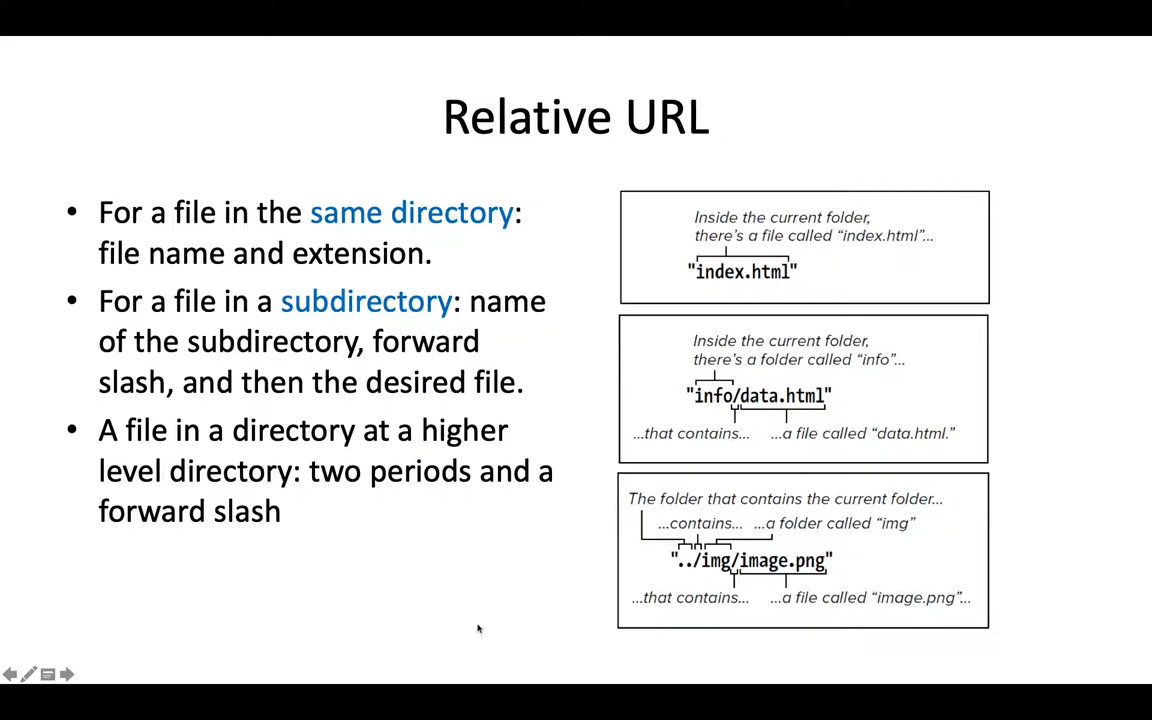 Relative URL
• For a file in the same directory:
file name and extension.
• For a file in a subdirectory: name
of the subdirectory, forward
slash, and then the desired file.
• A file in a directory at a higher
level directory: two periods and a
forward slash
Inside the current folder,
there's a file called “index.html”...
"index.html"
Inside the current folder,
there's a folder called “info”...
"info/data.html"
...that contains... ...a file called “data.html.”
The folder that contains the current folder...
...contains... ...a folder called “img”
"../img/image.png"
...that contains... ...a file called “image.png”...